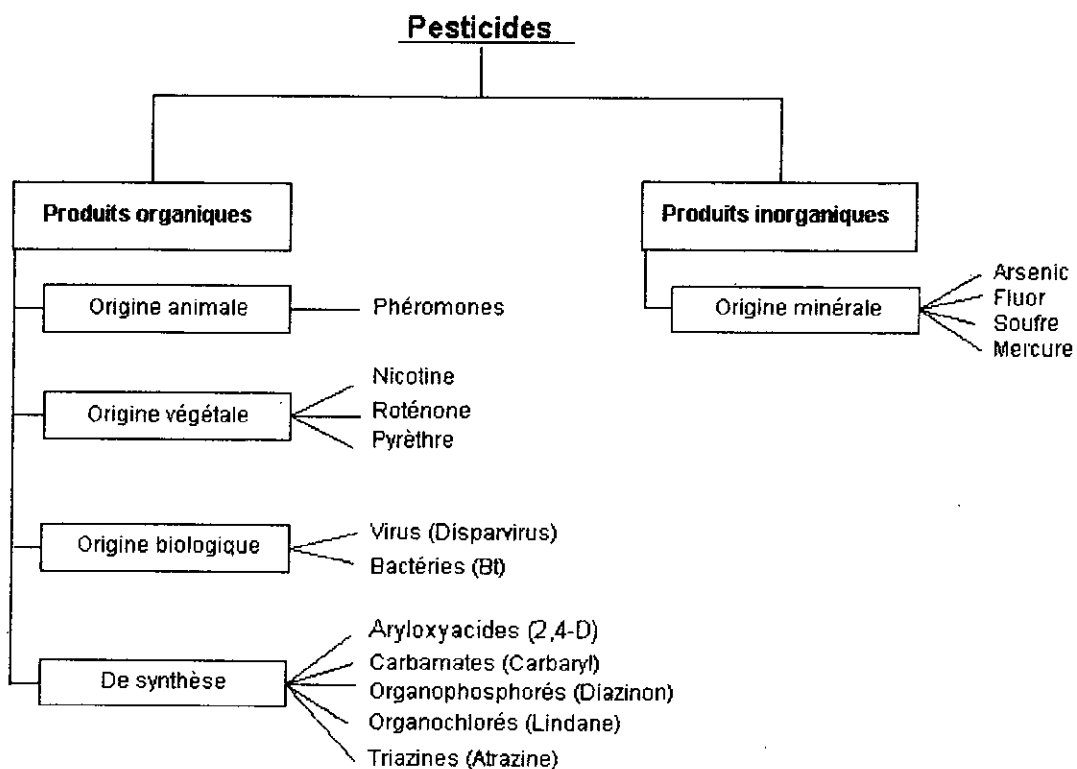 Pesticides
Produits organiques
Origine animale
Phéromones
Origine végétale
Nicotine
Roténone
Pyrèthre
Origine biologique
Virus (Disparvirus)
Bactéries (Bt)
De synthèse
Aryloxyacides (2,4-D)
Carbamates (Carbaryl)
Organophosphorés (Diazinon)
Organochlorés (Lindane)
Triazines (Atrazine)
Produits inorganiques
Origine minérale
Arsenic
Fluor
Soufre
Mercure